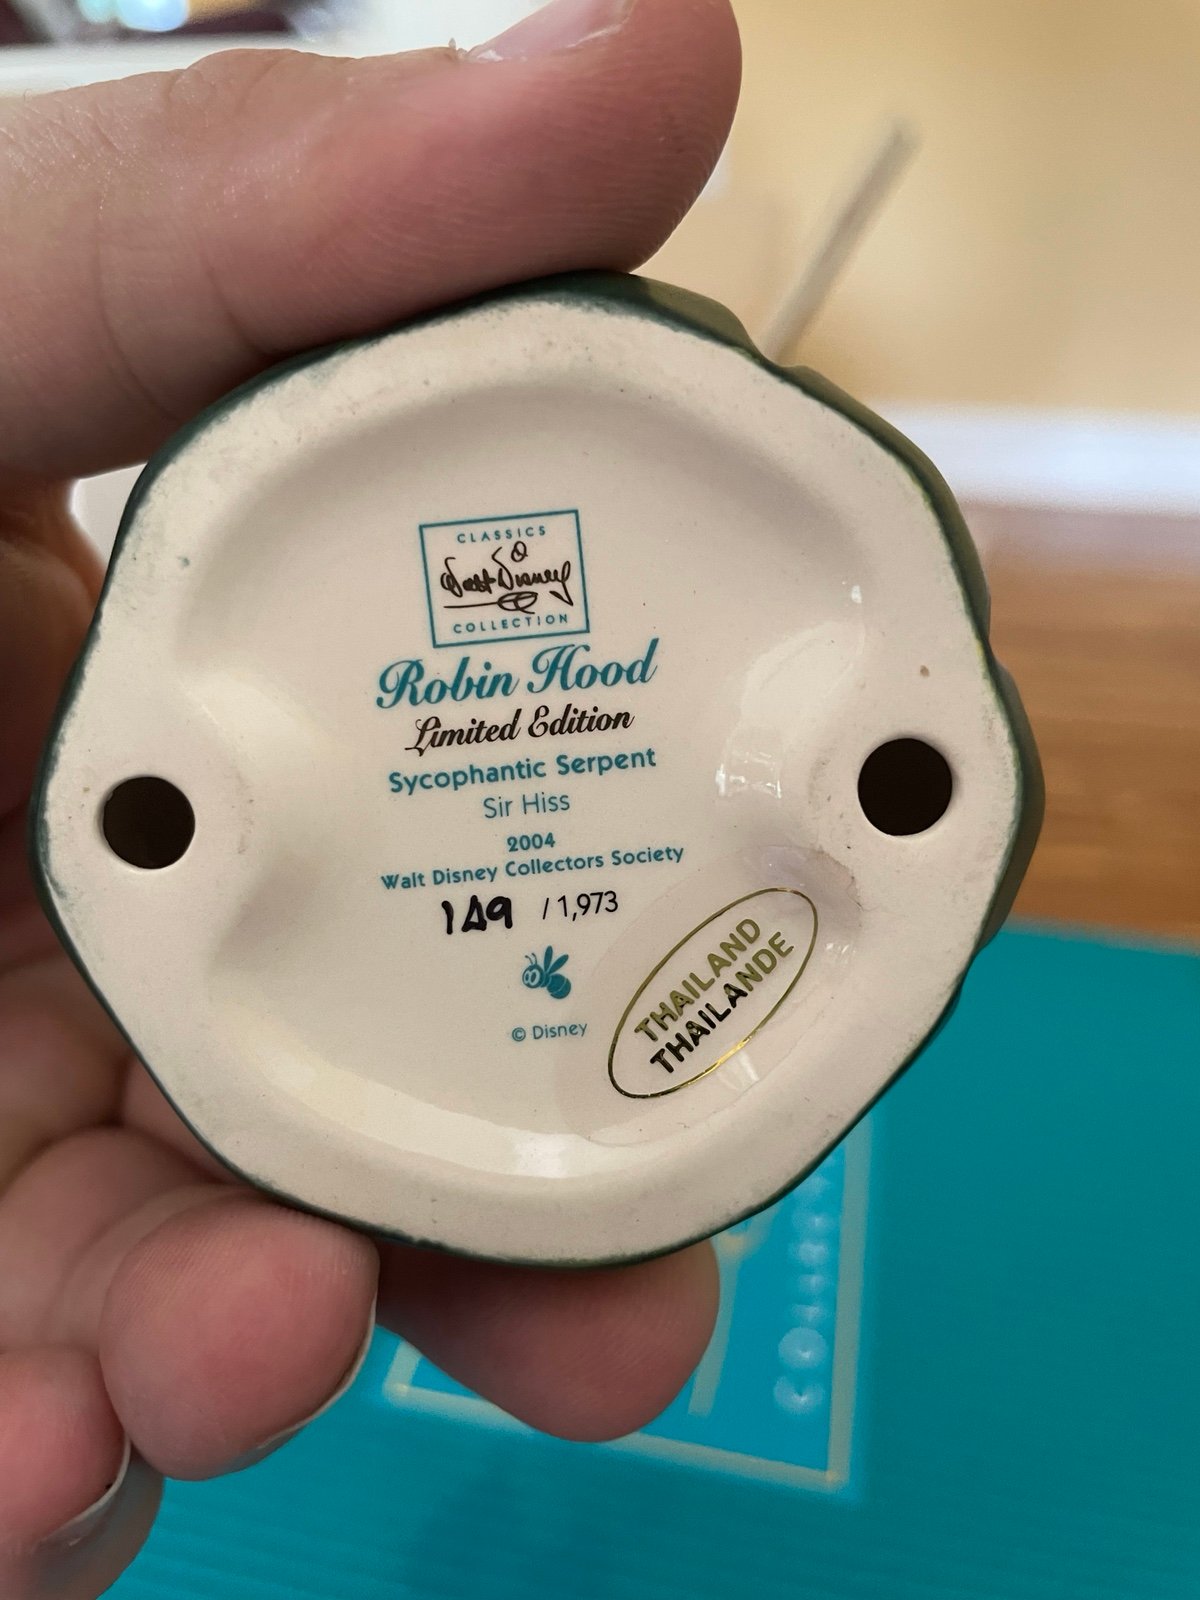 CLASSICS
Walt Disney
COLLECTION
Robin Hood
Limited Edition
Sycophantic Serpent
Sir Hiss
2004
Walt Disney Collectors Society
149 / 1,973
© Disney
THAILAND
THAILANDE